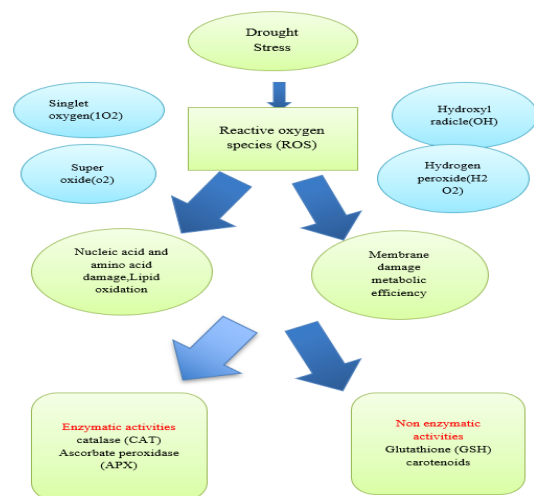 Drought
Stress
Singlet
oxygen(1O2)
Hydroxyl
radicle(OH)
Reactive oxygen
species (ROS)
Super
oxide(o2)
Hydrogen
peroxide(H2
O2)
Nucleic acid and
amino acid
damage,Lipid
oxidation
Membrane
damage
metabolic
efficiency
Enzymatic activities
catalase (CAT)
Ascorbate peroxidase
(APX)
Non enzymatic
activities
Glutathione (GSH)
carotenoids